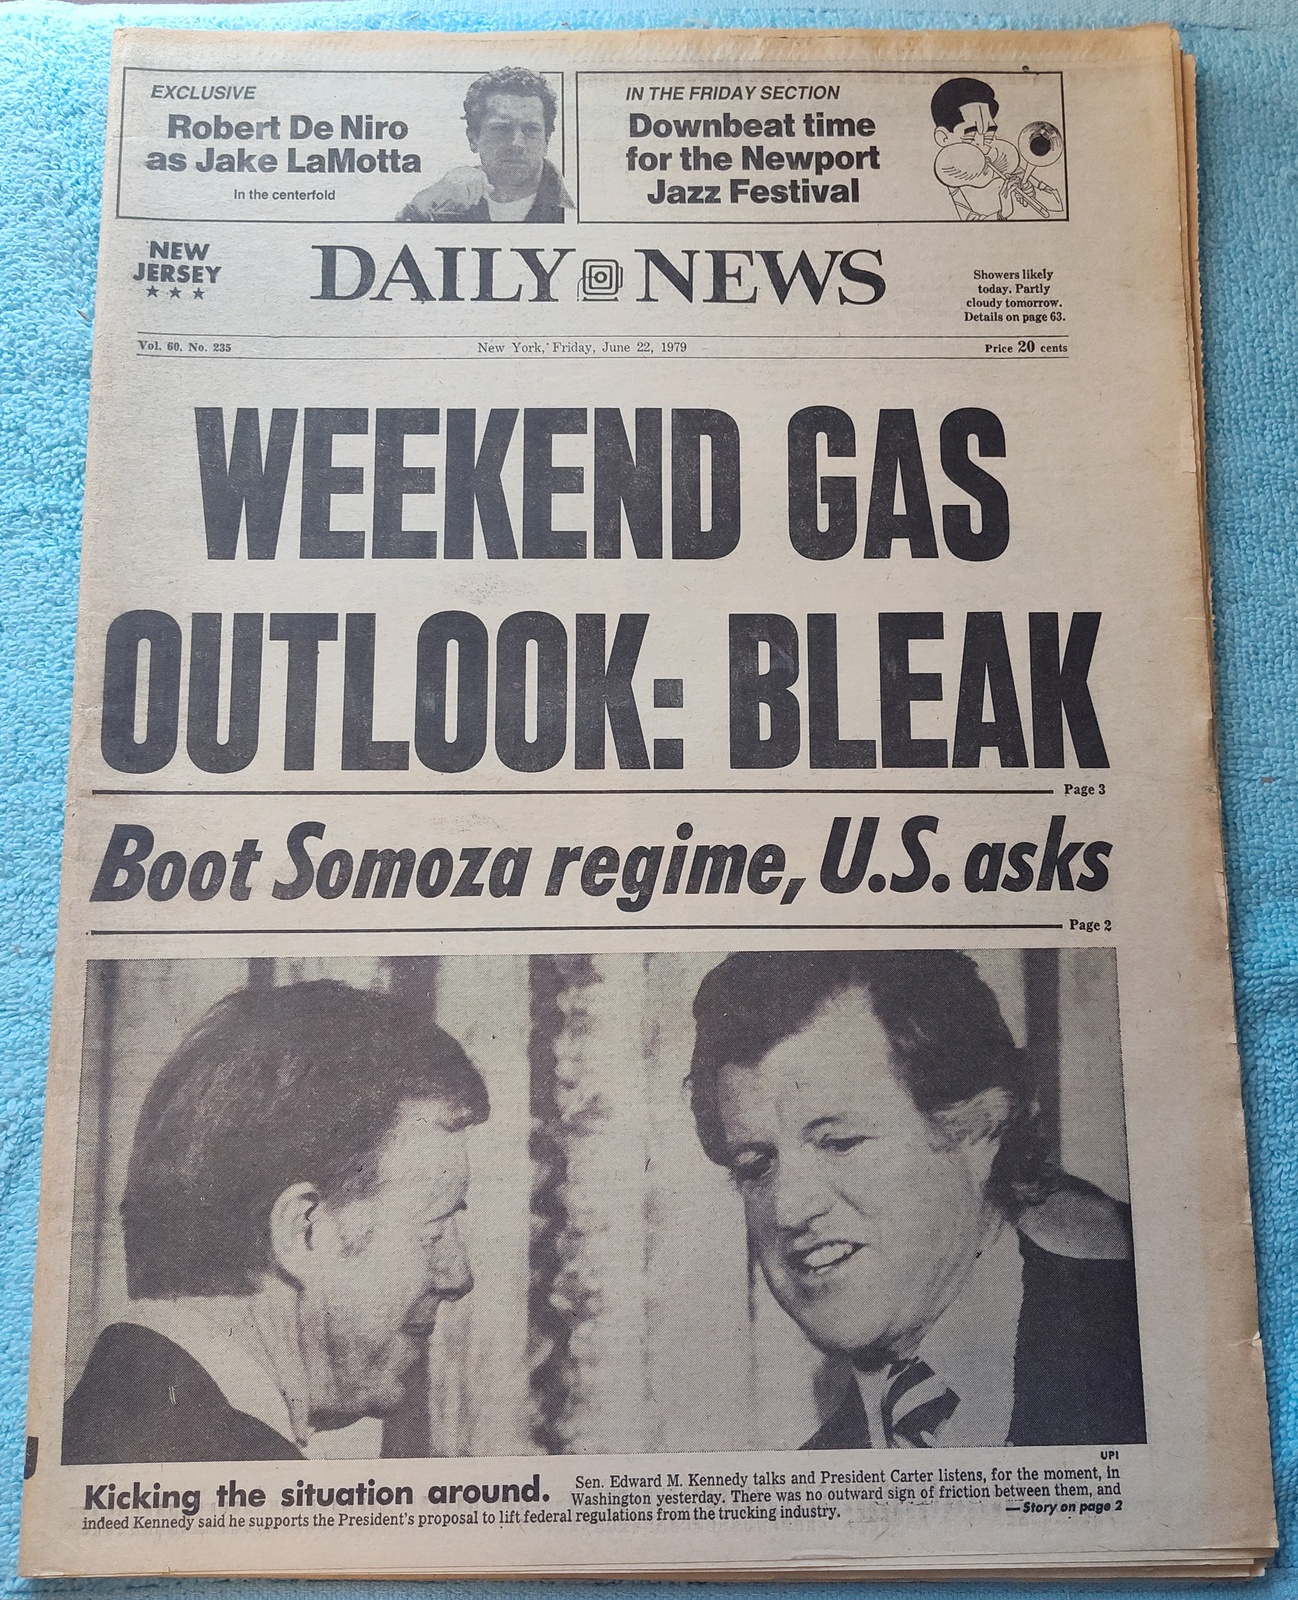 EXCLUSIVE
Robert De Niro
as Jake LaMotta
In the centerfold
IN THE FRIDAY SECTION
Downbeat time
for the Newport
Jazz Festival
NEW
JERSEY
★ ★ ★
DAILY NEWS
Showers likely
today. Partly
cloudy tomorrow.
Details on page 63.
Vol. 60. No. 235
New York, Friday, June 22, 1979
Price 20 cents
WEEKEND GAS
OUTLOOK: BLEAK
Page 3
Boot Somoza regime, U.S. asks
Page 2
UPI
Kicking the situation around. Sen. Edward M. Kennedy talks and President Carter listens, for the moment, in
Washington yesterday. There was no outward sign of friction between them, and
indeed Kennedy said he supports the President's proposal to lift federal regulations from the trucking industry.
—Story on page 2